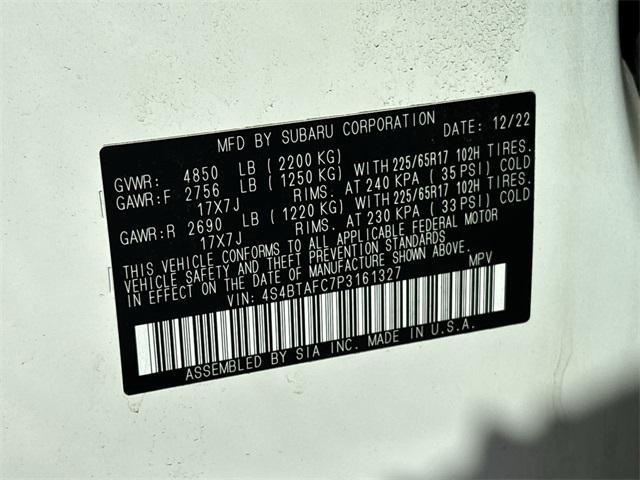 MFD BY SUBARU CORPORATION DATE: 12/22
GVWR: 4850 LB (2200 KG)
GAWR:F 2756 LB (1250 KG) WITH 225/65R17 102H TIRES.
17X7J RIMS. AT 240 KPA (35 PSI) COLD
GAWR:R 2690 LB (1220 KG) WITH 225/65R17 102H TIRES.
17X7J RIMS. AT 230 KPA (33 PSI) COLD
THIS VEHICLE CONFORMS TO ALL APPLICABLE FEDERAL MOTOR
VEHICLE SAFETY AND THEFT PREVENTION STANDARDS
IN EFFECT ON THE DATE OF MANUFACTURE SHOWN ABOVE.
VIN: 4S4BTAFC7P3161327 MPV
ASSEMBLED BY SIA INC. MADE IN U.S.A.